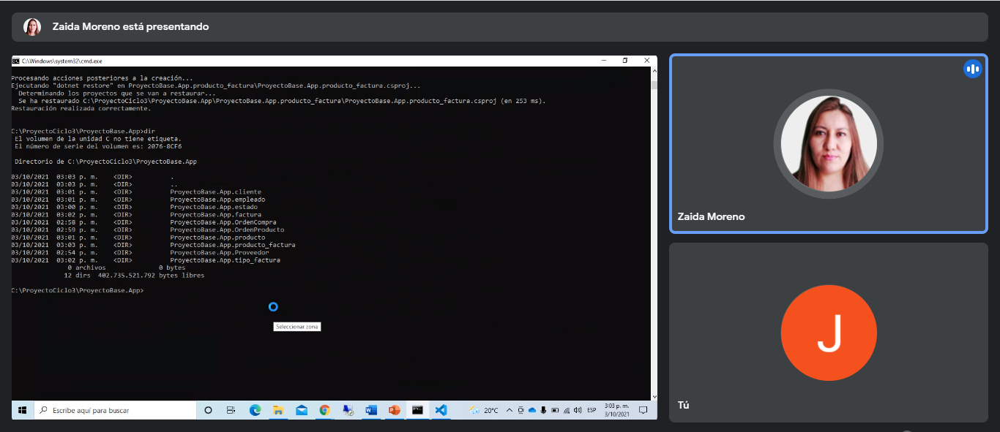 Zaida Moreno está presentando
C:\Windows\system32\cmd.exe
Procesando acciones posteriores a la creación...
Ejecutando "dotnet restore" en ProyectoBase.App.producto_factura\ProyectoBase.App.producto_factura.csproj...
Determinando los proyectos que se van a restaurar...
Se ha restaurado C:\ProyectoCiclo3\ProyectoBase.App\ProyectoBase.App.producto_factura\ProyectoBase.App.producto_factura.csproj (en 253 ms).
Restauración realizada correctamente.
C:\ProyectoCiclo3\ProyectoBase.App>dir
El volumen de la unidad C no tiene etiqueta.
El número de serie del volumen es: 2076-8CF6
Directorio de C:\ProyectoCiclo3\ProyectoBase.App
03/10/2021 03:03 p. m. <DIR> .
03/10/2021 03:03 p. m. <DIR> ..
03/10/2021 03:01 p. m. <DIR> ProyectoBase.App.cliente
03/10/2021 03:01 p. m. <DIR> ProyectoBase.App.empleado
03/10/2021 03:00 p. m. <DIR> ProyectoBase.App.estado
03/10/2021 03:02 p. m. <DIR> ProyectoBase.App.factura
03/10/2021 02:58 p. m. <DIR> ProyectoBase.App.OrdenCompra
03/10/2021 02:59 p. m. <DIR> ProyectoBase.App.OrdenProducto
03/10/2021 03:01 p. m. <DIR> ProyectoBase.App.producto
03/10/2021 03:03 p. m. <DIR> ProyectoBase.App.producto_factura
03/10/2021 02:54 p. m. <DIR> ProyectoBase.App.Proveedor
03/10/2021 03:02 p. m. <DIR> ProyectoBase.App.tipo_factura
0 archivos 0 bytes
12 dirs 402.735.521.792 bytes libres
C:\ProyectoCiclo3\ProyectoBase.App>
Seleccionar zona
Escribe aquí para buscar
20°C
ESP
3:03 p. m.
3/10/2021
Zaida Moreno
J
Tú